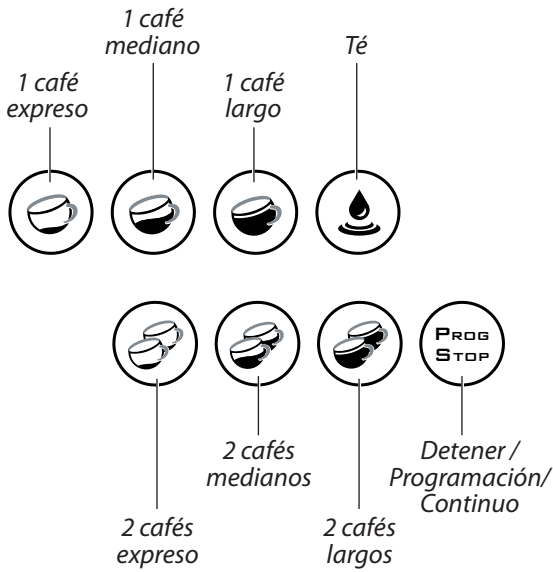 1 café
mediano
Té
1 café
expreso
1 café
largo
PROG
STOP
2 cafés
medianos
Detener /
Programación/
Continuo
2 cafés
expreso
2 cafés
largos